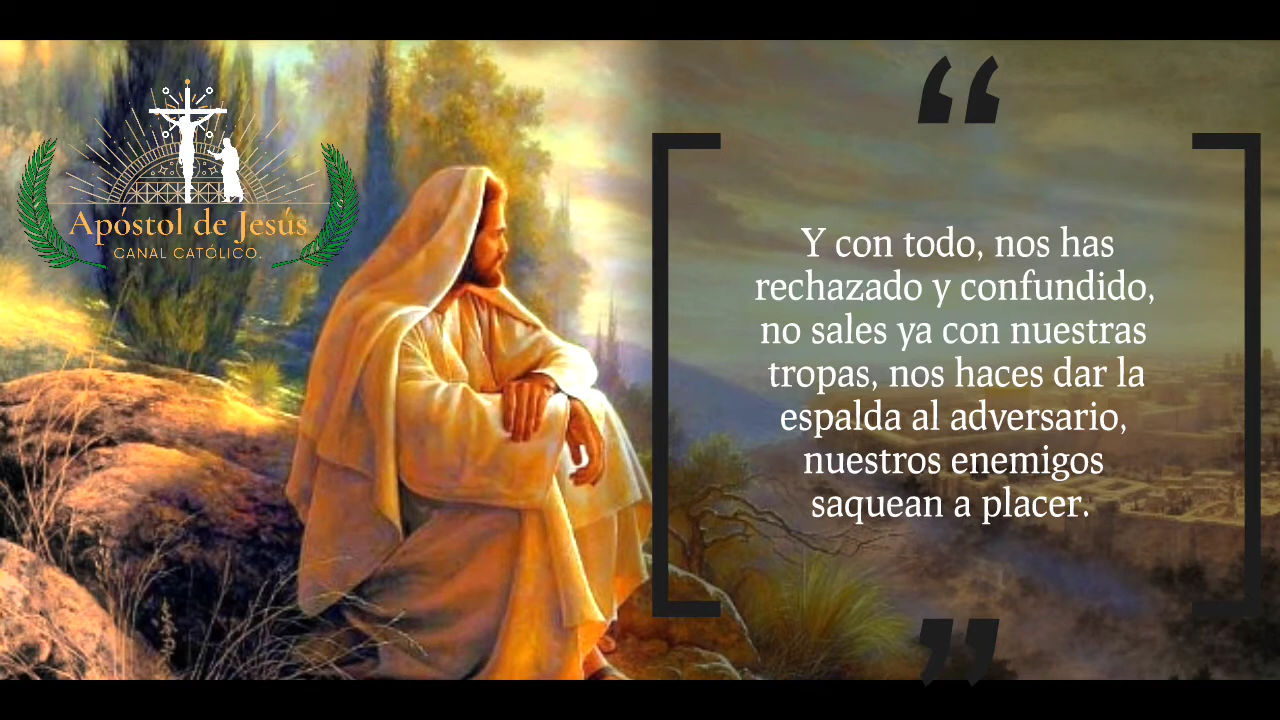 Apóstol de Jesús
CANAL CATÓLICO.
“
Y con todo, nos has
rechazado y confundido,
no sales ya con nuestras
tropas, nos haces dar la
espalda al adversario,
nuestros enemigos
saquean a placer.
”